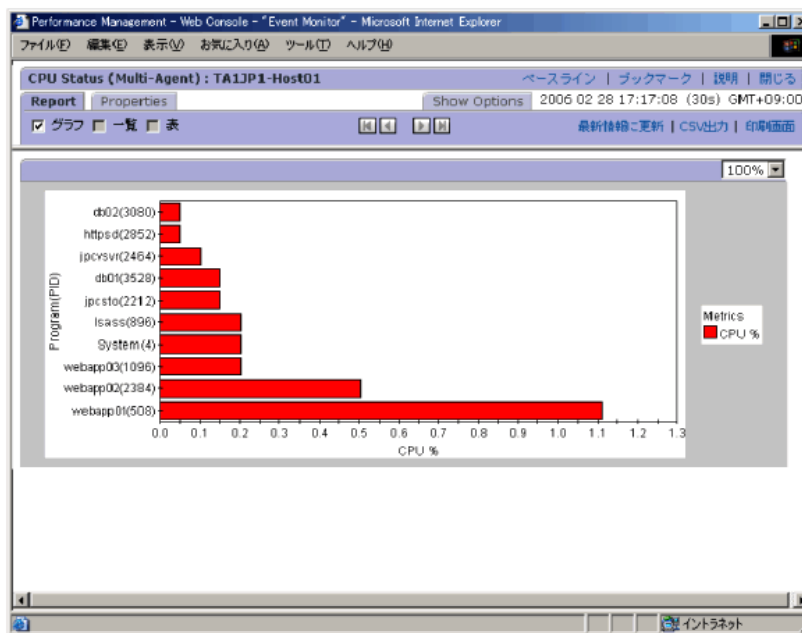 Performance Management - Web Console - "Event Monitor" - Microsoft Internet Explorer
ファイル(F) 編集(E) 表示(V) お気に入り(A) ツール(T) ヘルプ(H)
CPU Status (Multi-Agent) : TA1JP1-Host01
ベースライン | ブックマーク | 説明 | 閉じる
Report Properties Show Options 2006 02 28 17:17:08 (30s) GMT+09:00
グラフ 一覧 表
最新情報に更新 | CSV出力 | 印刷画面
100%
Program(PID)
db02(3080)
httpsd(2852)
jpcvsvr(2464)
db01(3528)
jpcsto(2212)
lsass(896)
System(4)
webapp03(1096)
webapp02(2384)
webapp01(508)
0.0 0.1 0.2 0.3 0.4 0.5 0.6 0.7 0.8 0.9 1.0 1.1 1.2 1.3
CPU %
Metrics
CPU %
イントラネット